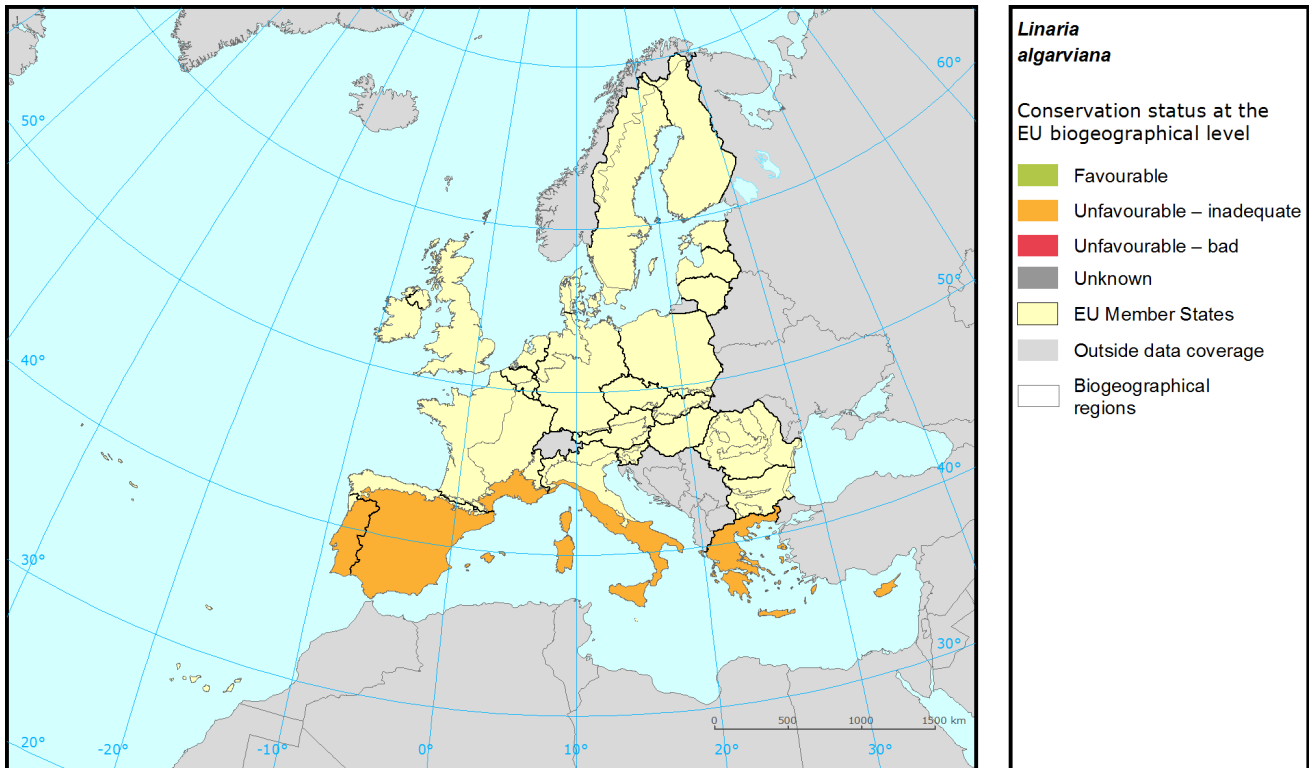 Linaria
algarviana
Conservation status at the
EU biogeographical level
Favourable
Unfavourable – inadequate
Unfavourable – bad
Unknown
EU Member States
Outside data coverage
Biogeographical
regions
60°
50°
50°
40°
40°
30°
30°
20°
-20°
-10°
0°
10°
20°
30°
0 500 1000 1500 km